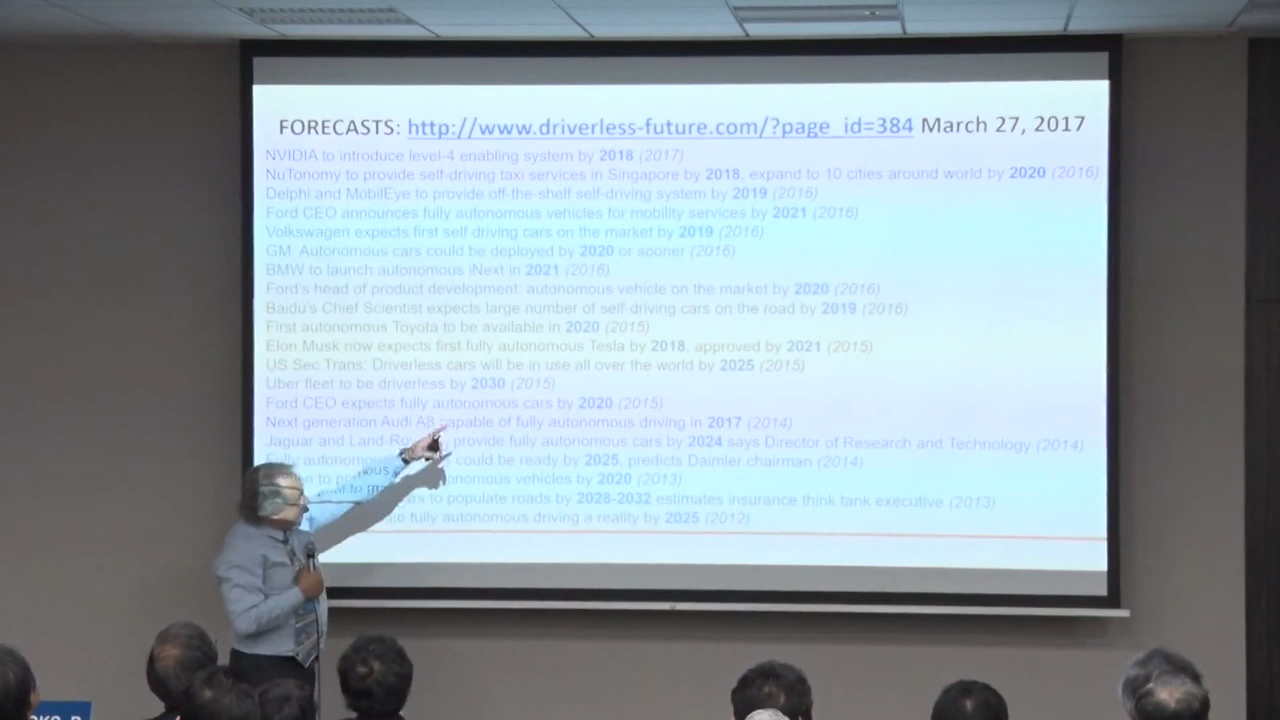 FORECASTS: http://www.driverless-future.com/?page_id=384 March 27, 2017
NVIDIA to introduce level-4 enabling system by 2018 (2017)
NuTonomy to provide self-driving taxi services in Singapore by 2018, expand to 10 cities around world by 2020 (2016)
Delphi and MobilEye to provide off-the-shelf self-driving system by 2019 (2016)
Ford CEO announces fully autonomous vehicles for mobility services by 2021 (2016)
Volkswagen expects first self driving cars on the market by 2019 (2016)
GM: Autonomous cars could be deployed by 2020 or sooner (2016)
BMW to launch autonomous iNext in 2021 (2016)
Ford's head of product development: autonomous vehicle on the market by 2020 (2016)
Baidu's Chief Scientist expects large number of self-driving cars on the road by 2019 (2016)
First autonomous Toyota to be available in 2020 (2015)
Elon Musk now expects first fully autonomous Tesla by 2018, approved by 2021 (2015)
US Sec Trans: Driverless cars will be in use all over the world by 2025 (2015)
Uber fleet to be driverless by 2030 (2015)
Ford CEO expects fully autonomous cars by 2020 (2015)
Next generation Audi A8 capable of fully autonomous driving in 2017 (2014)
Jaguar and Land-Ro provide fully autonomous cars by 2024 says Director of Research and Technology (2014)
Fully autonomous could be ready by 2025, predicts Daimler chairman (2014)
to nomous vehicles by 2020 (2013)
ars to populate roads by 2028-2032 estimates insurance think tank executive (2013)
fully autonomous driving a reality by 2025 (2012)